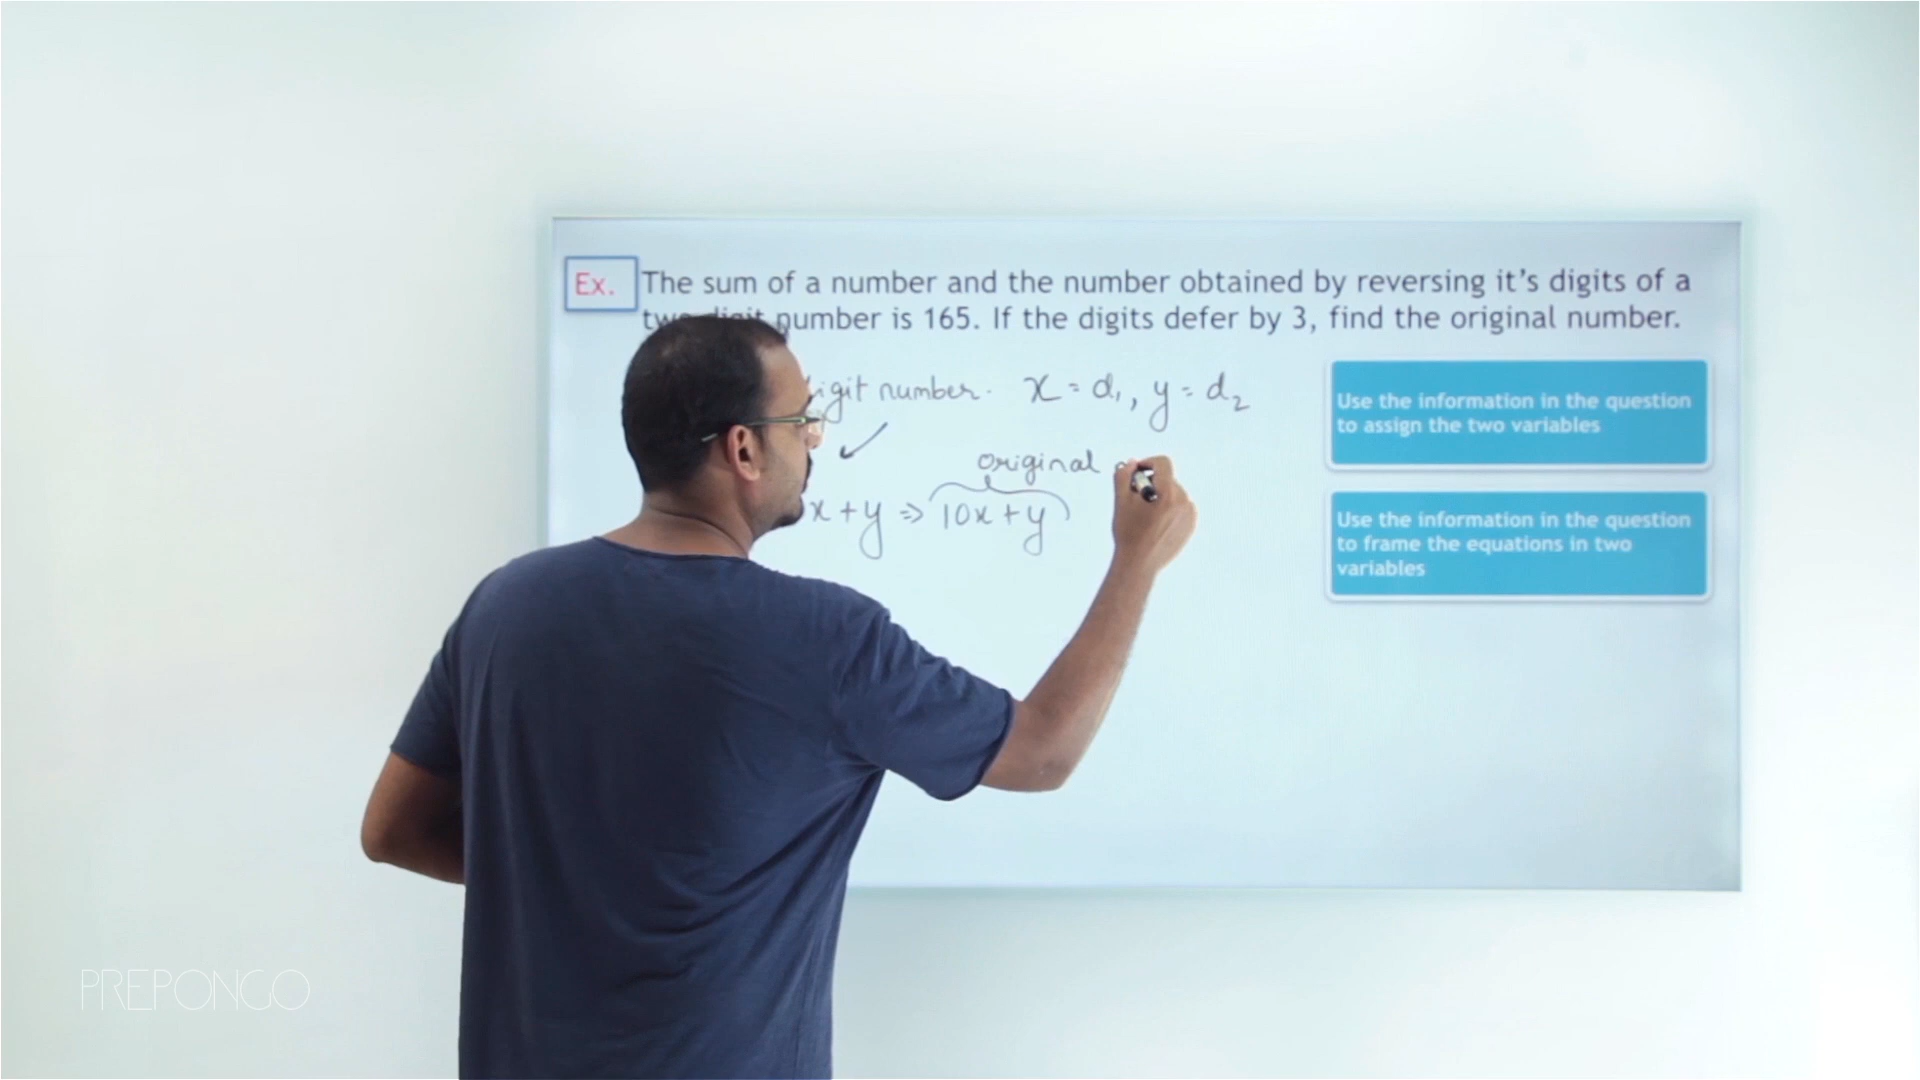 Ex. The sum of a number and the number obtained by reversing it's digits of a
two digit number is 165. If the digits defer by 3, find the original number.
digit number. x = d1, y = d2
original
x + y ⇒ 10x + y
Use the information in the question
to assign the two variables
Use the information in the question
to frame the equations in two
variables
PREPONGO